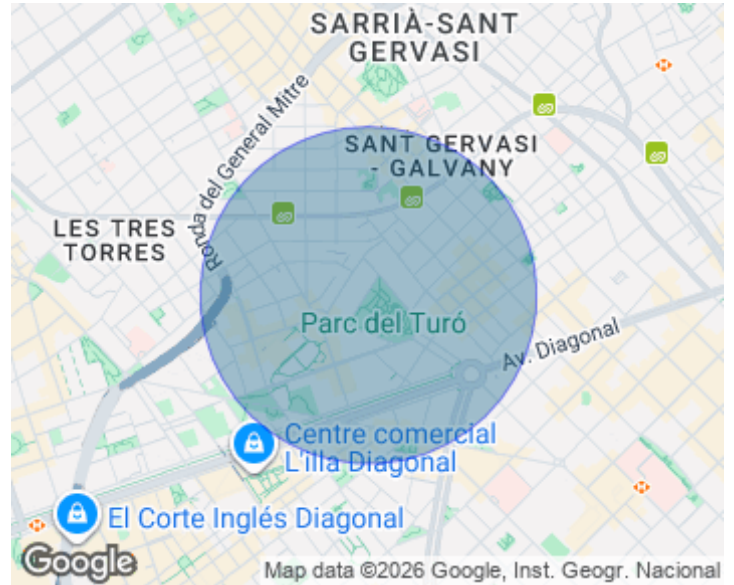 SARRIÀ-SANT
GERVASI
Ronda del General Mitre
SANT GERVASI
- GALVANY
LES TRES
TORRES
Parc del Turó
Av. Diagonal
Centre comercial
L'illa Diagonal
El Corte Inglés Diagonal
Google
Map data ©2026 Google, Inst. Geogr. Nacional